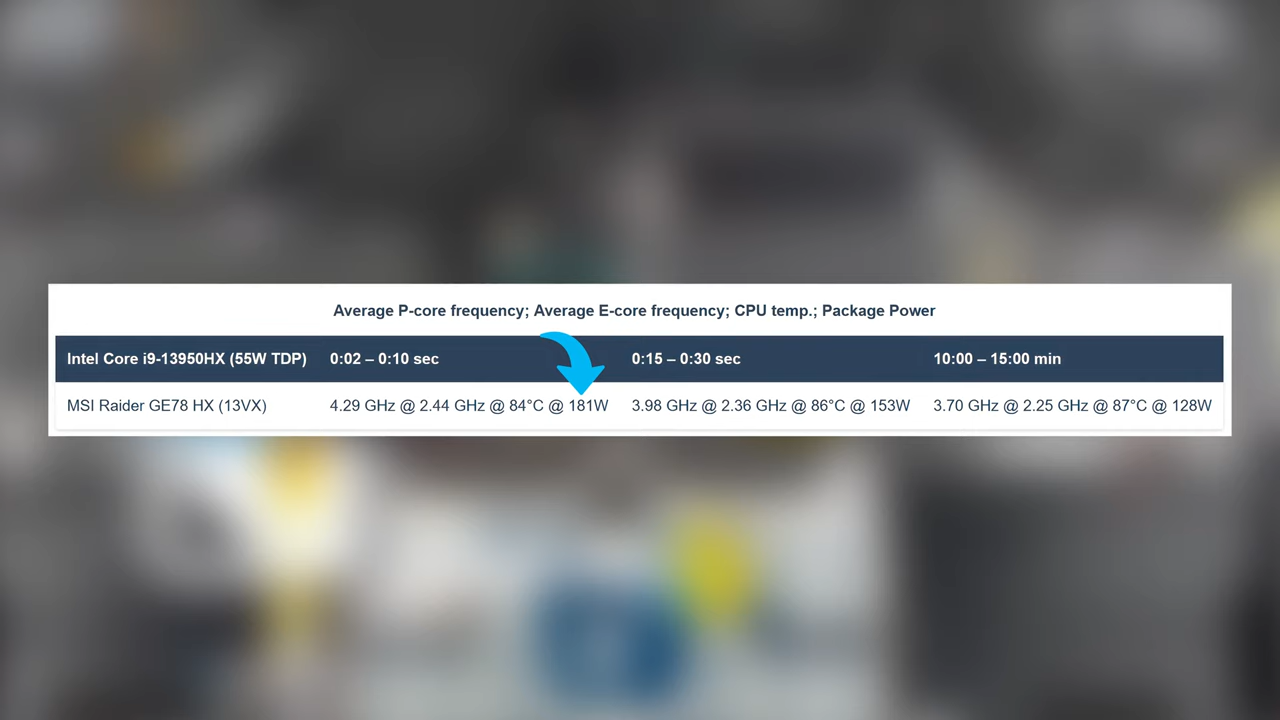 Average P-core frequency; Average E-core frequency; CPU temp.; Package Power
Intel Core i9-13950HX (55W TDP) 0:02 – 0:10 sec 0:15 – 0:30 sec 10:00 – 15:00 min
MSI Raider GE78 HX (13VX) 4.29 GHz @ 2.44 GHz @ 84°C @ 181W 3.98 GHz @ 2.36 GHz @ 86°C @ 153W 3.70 GHz @ 2.25 GHz @ 87°C @ 128W